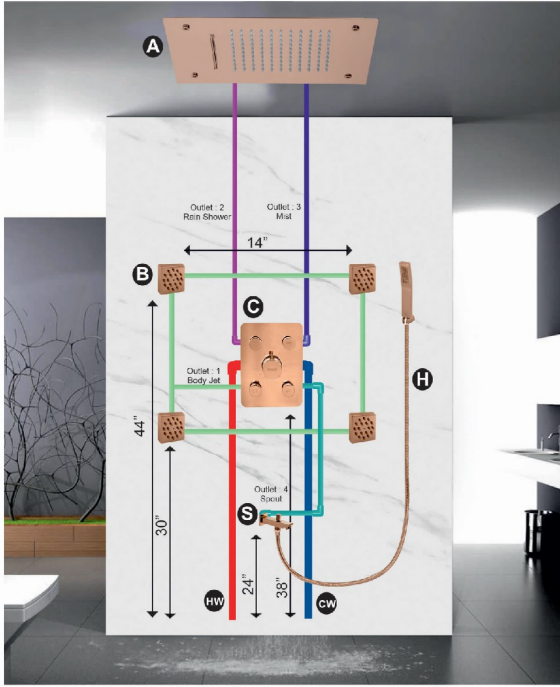 A
Outlet : 2
Rain Shower
Outlet : 3
Mist
14”
B
C
Outlet : 1
Body Jet
H
44”
30”
Outlet : 4
Spout
S
24”
38”
HW
CW